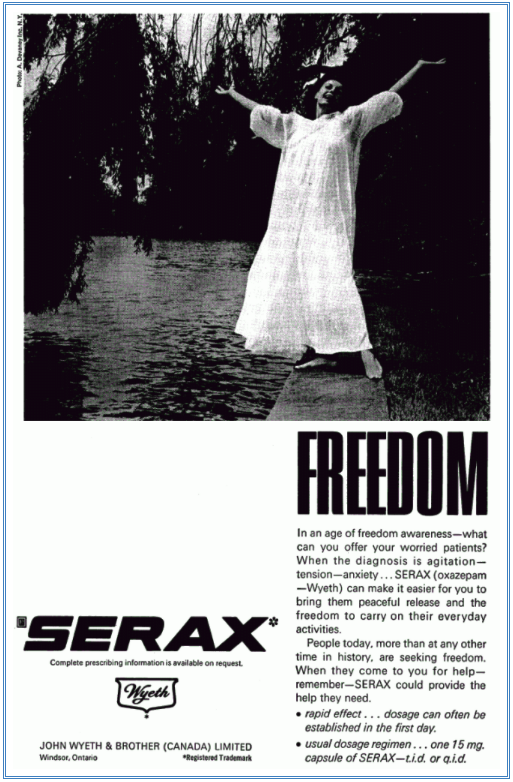 Photo: A. Devaney Inc. N.Y.
FREEDOM
In an age of freedom awareness—what
can you offer your worried patients?
When the diagnosis is agitation—
tension—anxiety . . . SERAX (oxazepam
—Wyeth) can make it easier for you to
bring them peaceful release and the
freedom to carry on their everyday
activities.
People today, more than at any other
time in history, are seeking freedom.
When they come to you for help—
remember—SERAX could provide the
help they need.
• rapid effect . . . dosage can often be
established in the first day.
• usual dosage regimen . . . one 15 mg.
capsule of SERAX—t.i.d. or q.i.d.
SERAX*
Complete prescribing information is available on request.
Wyeth
JOHN WYETH & BROTHER (CANADA) LIMITED
Windsor, Ontario *Registered Trademark